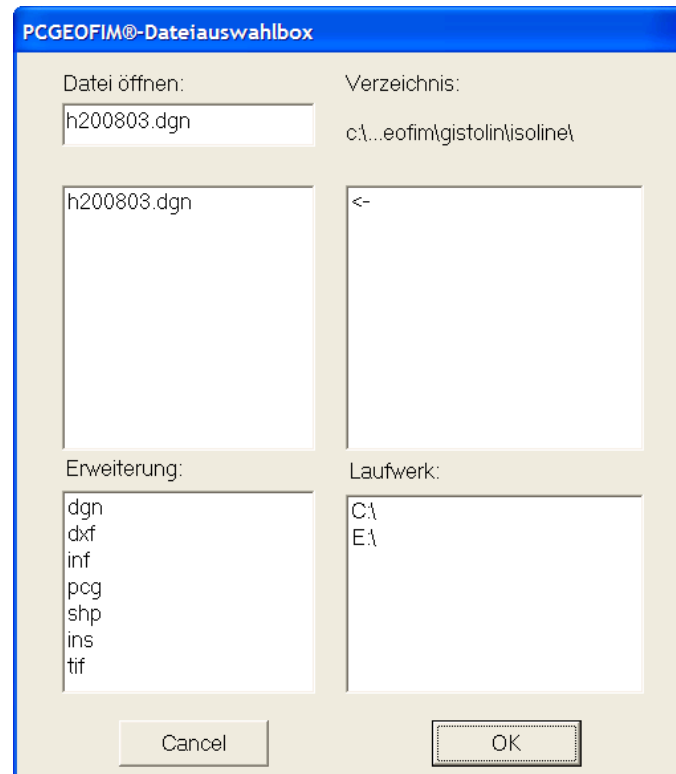 PCGEOFIM®-Dateiauswahlbox
Datei öffnen:
h200803.dgn
Verzeichnis:
c:\...eofim\gistolin\isoline\
h200803.dgn
<-
Erweiterung:
dgn
dxf
inf
pcg
shp
ins
tif
Laufwerk:
C:\
E:\
Cancel
OK